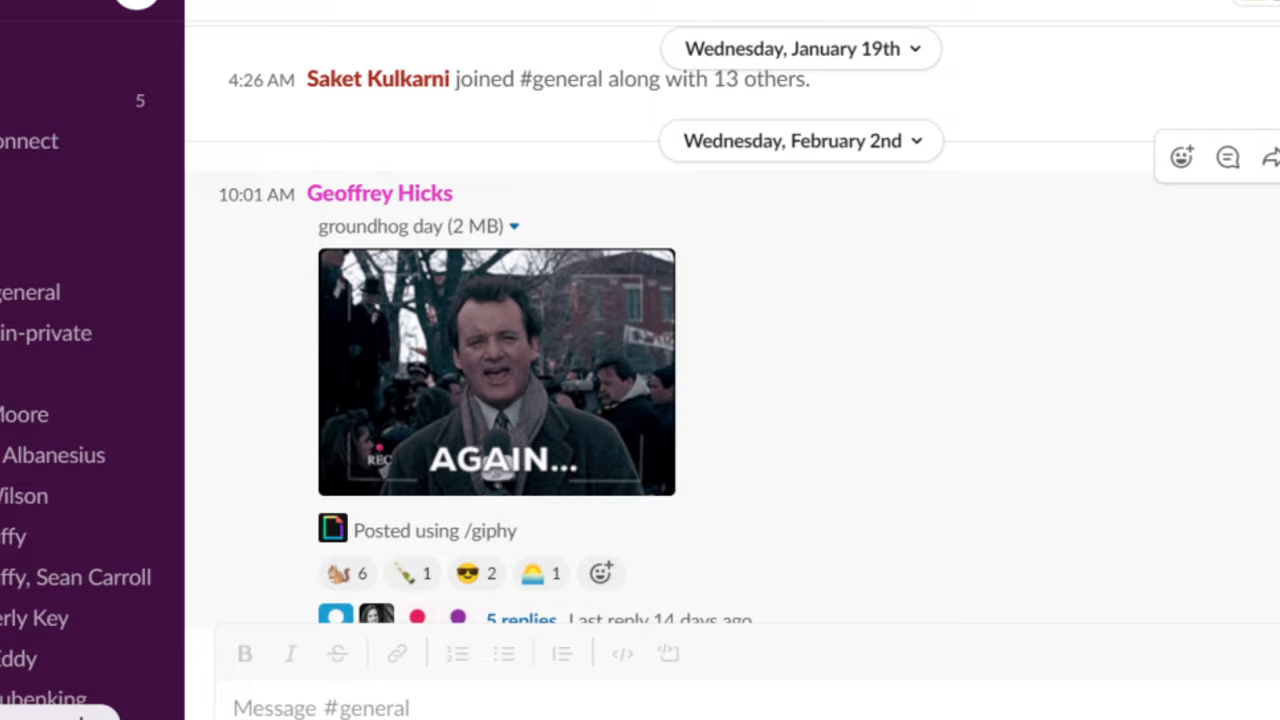 Wednesday, January 19th
4:26 AM Saket Kulkarni joined #general along with 13 others.
5
onnect
Wednesday, February 2nd
10:01 AM Geoffrey Hicks
groundhog day (2 MB)
general
in-private
Moore
Albanesius
REC
AGAIN...
Wilson
Posted using /giphy
ffy
6 1 2 1
ffy, Sean Carroll
erly Key
5 replies Last reply 14 days ago
Eddy
B I S
ubenking
Message #general